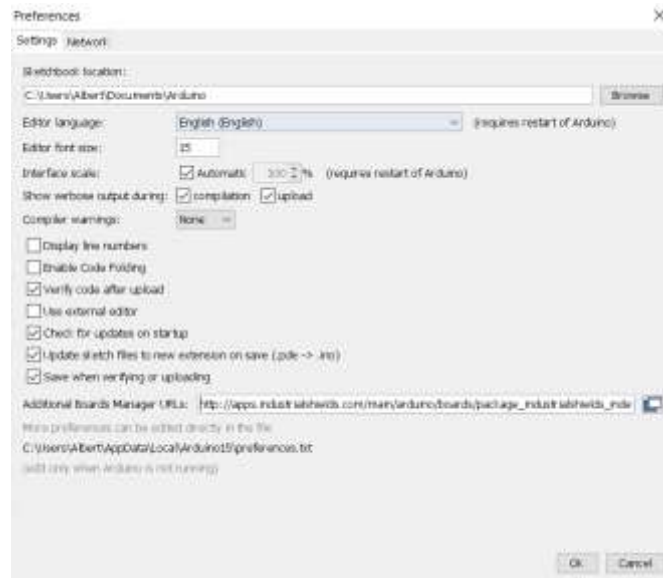 Preferences
Settings Network
Sketchbook location:
C:\Users\Albert\Documents\Arduino
Browse
Editor language: English (English) (requires restart of Arduino)
Editor font size: 15
Interface scale: Automatic 100 % (requires restart of Arduino)
Show verbose output during: compilation upload
Compiler warnings: None
Display line numbers
Enable Code Folding
Verify code after upload
Use external editor
Check for updates on startup
Update sketch files to new extension on save (.pde -> .ino)
Save when verifying or uploading
Additional Boards Manager URLs: http://apps.industrialshields.com/main/arduino/boards/package_industrialshields_inde
More preferences can be edited directly in the file
C:\Users\Albert\AppData\Local\Arduino15\preferences.txt
(edit only when Arduino is not running)
OK Cancel